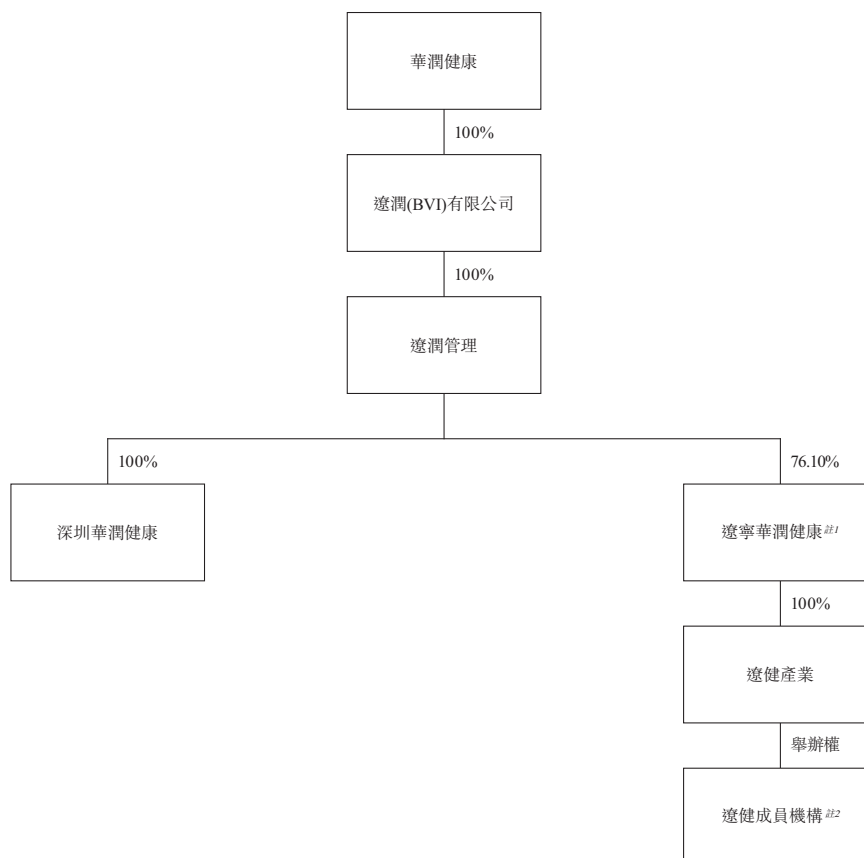 華潤健康
100%
遼潤(BVI)有限公司
100%
遼潤管理
100%
76.10%
深圳華潤健康
遼寧華潤健康註1
100%
遼健產業
舉辦權
遼健成員機構註2